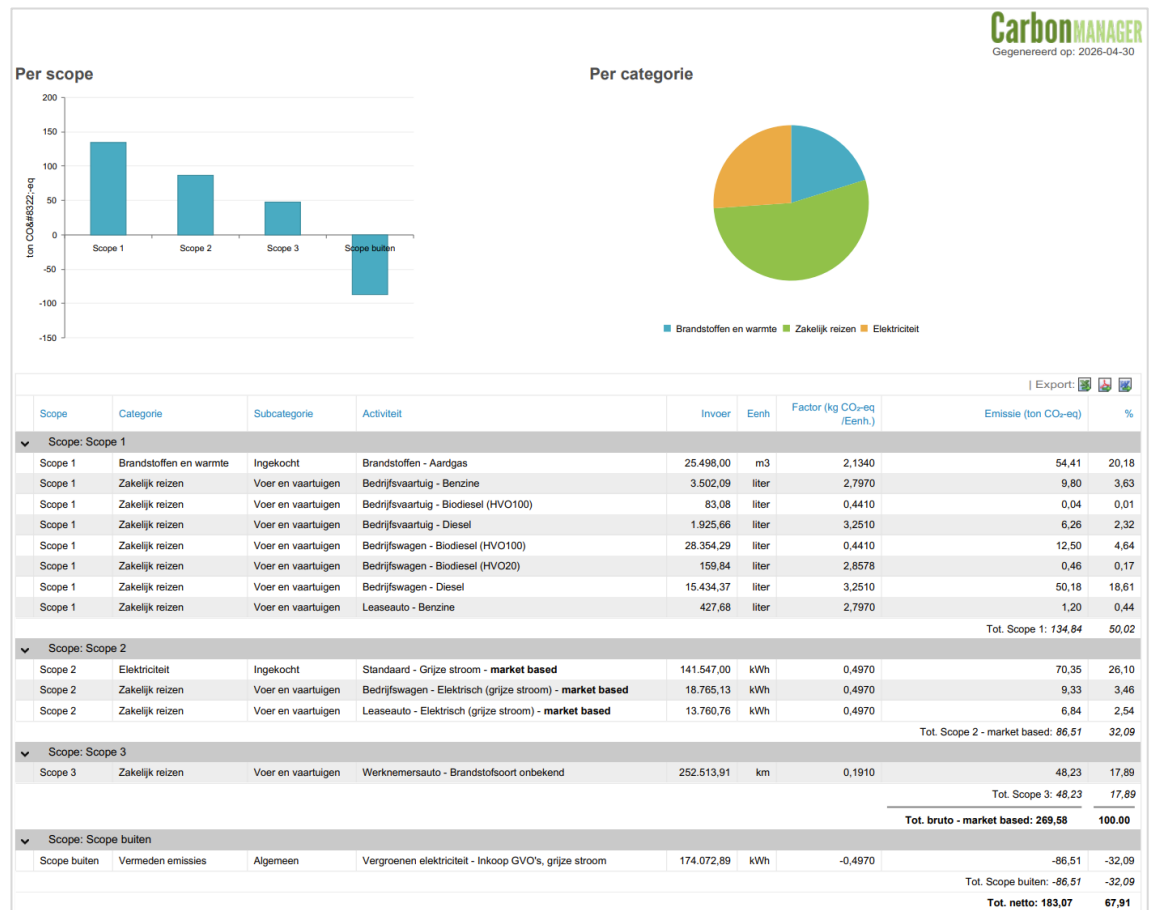 CarbonMANAGER
Gegenereerd op: 2026-04-30
Per scope
200
150
100
50
0
-50
-100
-150
ton CO&#8322;-eq
Scope 1
Scope 2
Scope 3
Scope buiten
Per categorie
Brandstoffen en warmte Zakelijk reizen Elektriciteit
| Export:
Scope Categorie Subcategorie Activiteit Invoer Eenh Factor (kg CO₂-eq /Eenh.) Emissie (ton CO₂-eq) %
Scope: Scope 1
Scope 1 Brandstoffen en warmte Ingekocht Brandstoffen - Aardgas 25.498,00 m3 2,1340 54,41 20,18
Scope 1 Zakelijk reizen Voer en vaartuigen Bedrijfsvaartuig - Benzine 3.502,09 liter 2,7970 9,80 3,63
Scope 1 Zakelijk reizen Voer en vaartuigen Bedrijfsvaartuig - Biodiesel (HVO100) 83,08 liter 0,4410 0,04 0,01
Scope 1 Zakelijk reizen Voer en vaartuigen Bedrijfsvaartuig - Diesel 1.925,66 liter 3,2510 6,26 2,32
Scope 1 Zakelijk reizen Voer en vaartuigen Bedrijfswagen - Biodiesel (HVO100) 28.354,29 liter 0,4410 12,50 4,64
Scope 1 Zakelijk reizen Voer en vaartuigen Bedrijfswagen - Biodiesel (HVO20) 159,84 liter 2,8578 0,46 0,17
Scope 1 Zakelijk reizen Voer en vaartuigen Bedrijfswagen - Diesel 15.434,37 liter 3,2510 50,18 18,61
Scope 1 Zakelijk reizen Voer en vaartuigen Leaseauto - Benzine 427,68 liter 2,7970 1,20 0,44
Tot. Scope 1: 134,84 50,02
Scope: Scope 2
Scope 2 Elektriciteit Ingekocht Standaard - Grijze stroom - market based 141.547,00 kWh 0,4970 70,35 26,10
Scope 2 Zakelijk reizen Voer en vaartuigen Bedrijfswagen - Elektrisch (grijze stroom) - market based 18.765,13 kWh 0,4970 9,33 3,46
Scope 2 Zakelijk reizen Voer en vaartuigen Leaseauto - Elektrisch (grijze stroom) - market based 13.760,76 kWh 0,4970 6,84 2,54
Tot. Scope 2 - market based: 86,51 32,09
Scope: Scope 3
Scope 3 Zakelijk reizen Voer en vaartuigen Werknemersauto - Brandstofsoort onbekend 252.513,91 km 0,1910 48,23 17,89
Tot. Scope 3: 48,23 17,89
Tot. bruto - market based: 269,58 100.00
Scope: Scope buiten
Scope buiten Vermeden emissies Algemeen Vergroenen elektriciteit - Inkoop GVO's, grijze stroom 174.072,89 kWh -0,4970 -86,51 -32,09
Tot. Scope buiten: -86,51 -32,09
Tot. netto: 183,07 67,91